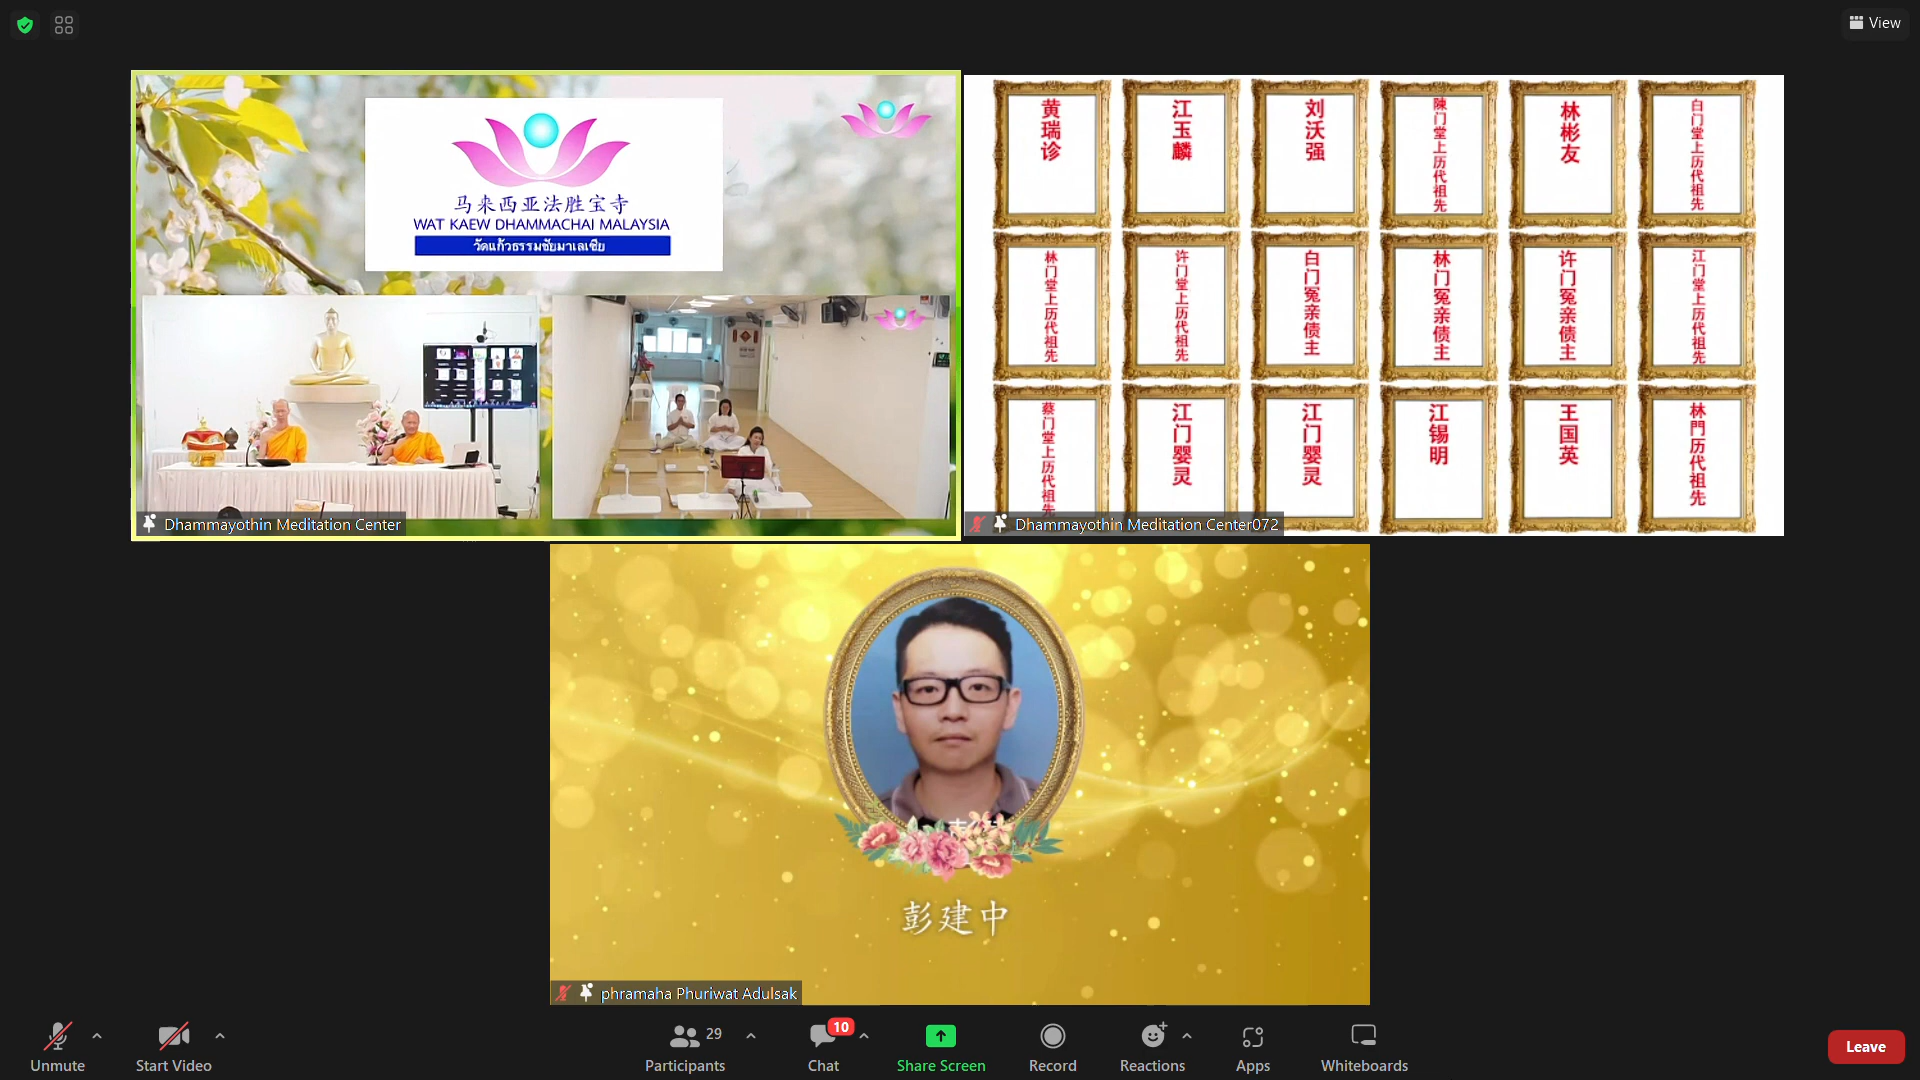 View
马来西亚法胜宝寺
WAT KAEW DHAMMACHAI MALAYSIA
วัดแก้วธรรมชัยมาเลเซีย
Dhammayothin Meditation Center
黄瑞诊
江玉麟
刘沃强
陳门堂上历代祖先
林彬友
白门堂上历代祖先
林门堂上历代祖先
许门堂上历代祖先
白门冤亲债主
林门冤亲债主
许门冤亲债主
江门堂上历代祖先
蔡门堂上历代祖先
江门婴灵
江门婴灵
江锡明
王国英
林門历代祖先
Dhammayothin Meditation Center072
彭建中
phramaha Phuriwat Adulsak
Unmute
Start Video
29
Participants
10
Chat
Share Screen
Record
Reactions
Apps
Whiteboards
Leave